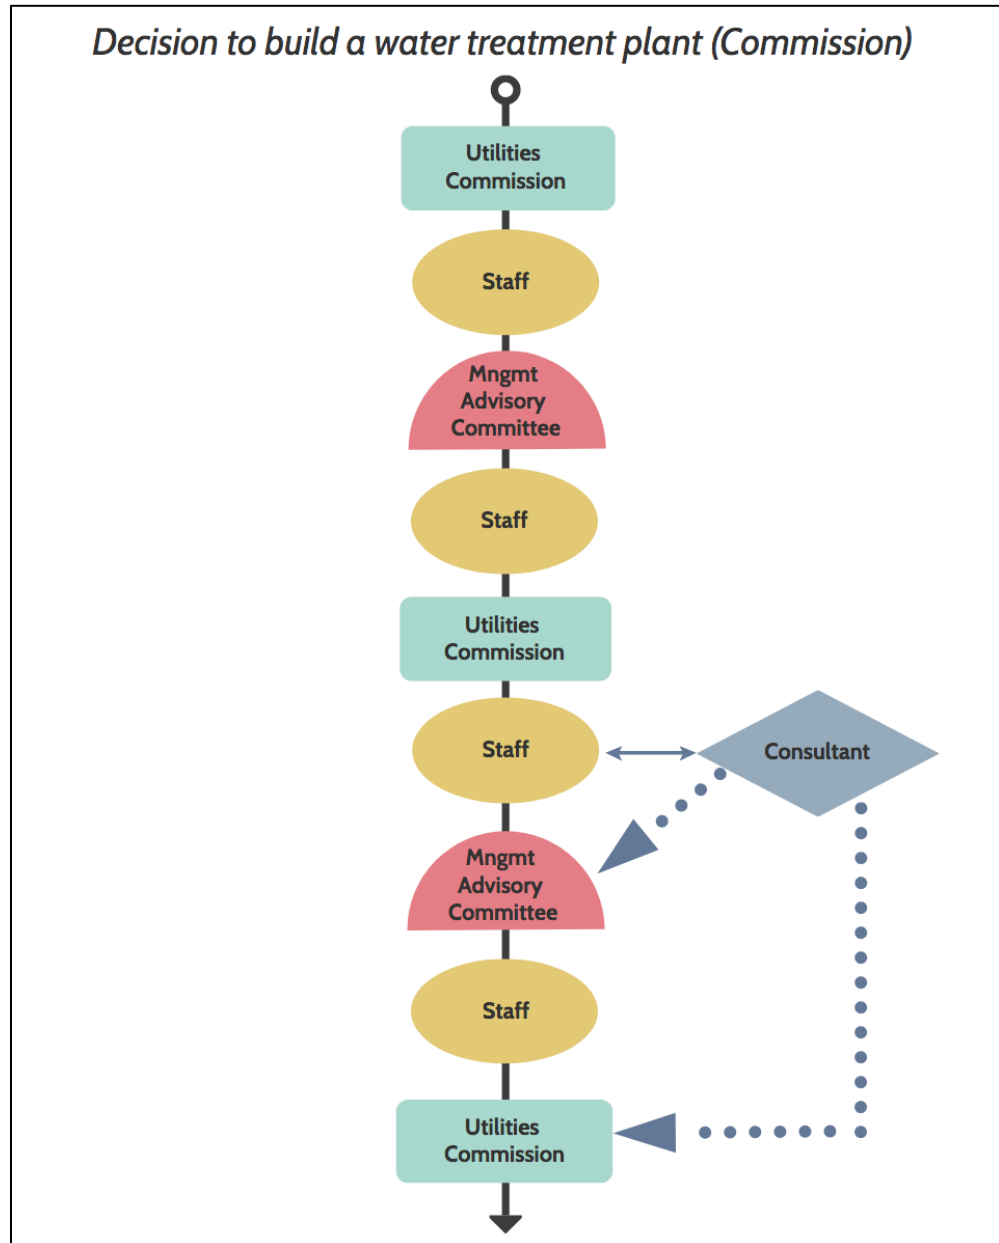 Decision to build a water treatment plant (Commission)
Utilities
Commission
Staff
Mngmt
Advisory
Committee
Staff
Utilities
Commission
Staff
Consultant
Mngmt
Advisory
Committee
Staff
Utilities
Commission